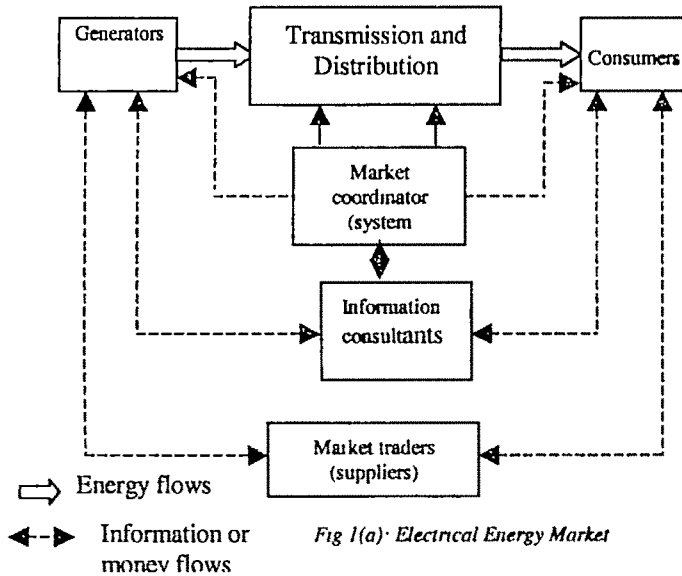 Generators
Transmission and
Distribution
Consumers
Market
coordinator
(system
Information
consultants
Market traders
(suppliers)
Energy flows
Information or
money flows
Fig 1(a)· Electrical Energy Market